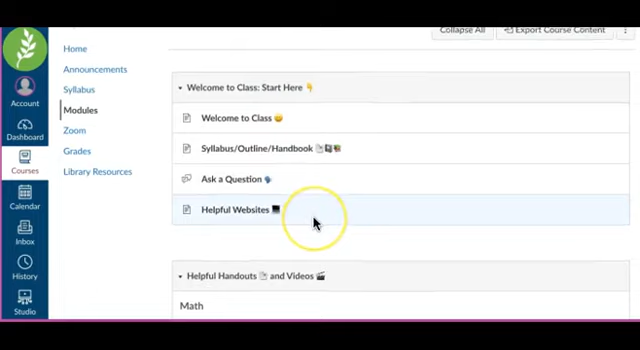 Collapse All
Export Course Content
Home
Announcements
Syllabus
Modules
Zoom
Grades
Library Resources
Account
Dashboard
Courses
Calendar
Inbox
History
Studio
Welcome to Class: Start Here 👇
Welcome to Class 😀
Syllabus/Outline/Handbook
Ask a Question 🗣
Helpful Websites 💻
Helpful Handouts and Videos 🎬
Math